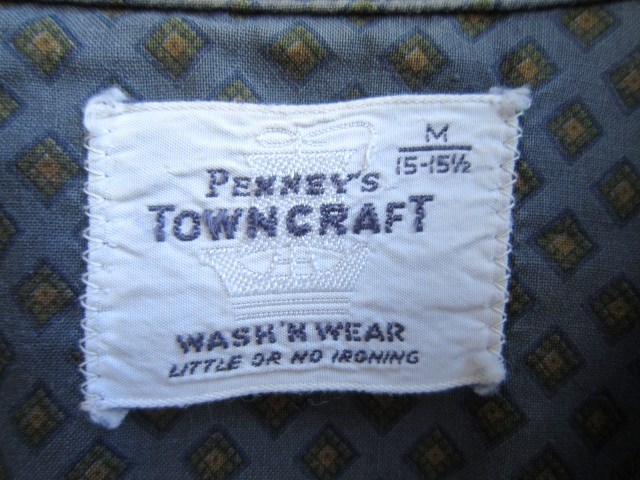 M
15-15½
PENNEY'S
TOWNCRAFT
WASH 'N WEAR
LITTLE OR NO IRONING